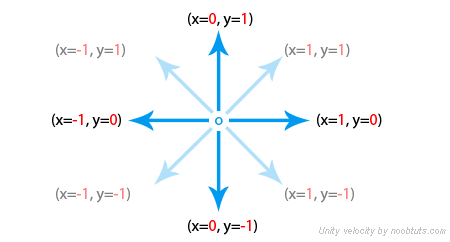 (x=0, y=1)
(x=-1, y=1)
(x=1, y=1)
(x=-1, y=0)
o
(x=1, y=0)
(x=-1, y=-1)
(x=1, y=-1)
(x=0, y=-1)
Unity velocity by noobtuts.com